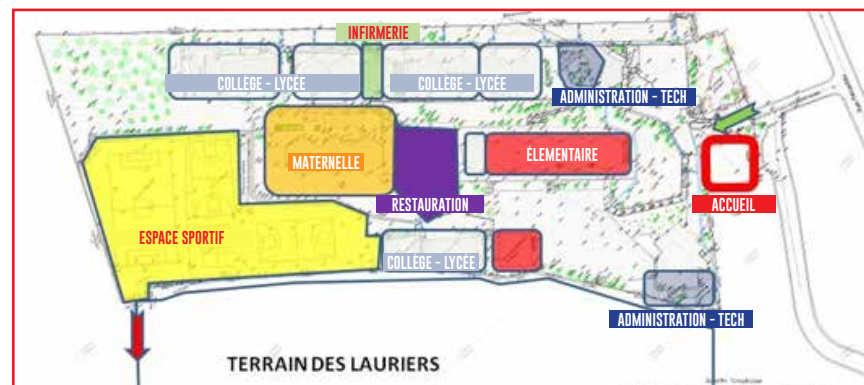 INFIRMERIE
COLLÈGE - LYCÉE
COLLÈGE - LYCÉE
ADMINISTRATION - TECH
MATERNELLE
ÉLEMENTAIRE
RESTAURATION
ACCUEIL
ESPACE SPORTIF
COLLÈGE - LYCÉE
ADMINISTRATION - TECH
TERRAIN DES LAURIERS